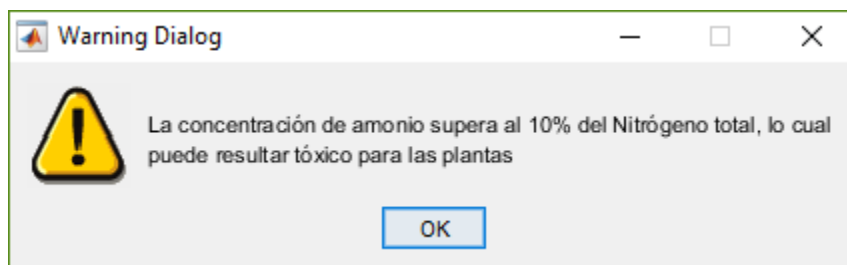 Warning Dialog
La concentración de amonio supera al 10% del Nitrógeno total, lo cual
puede resultar tóxico para las plantas
OK